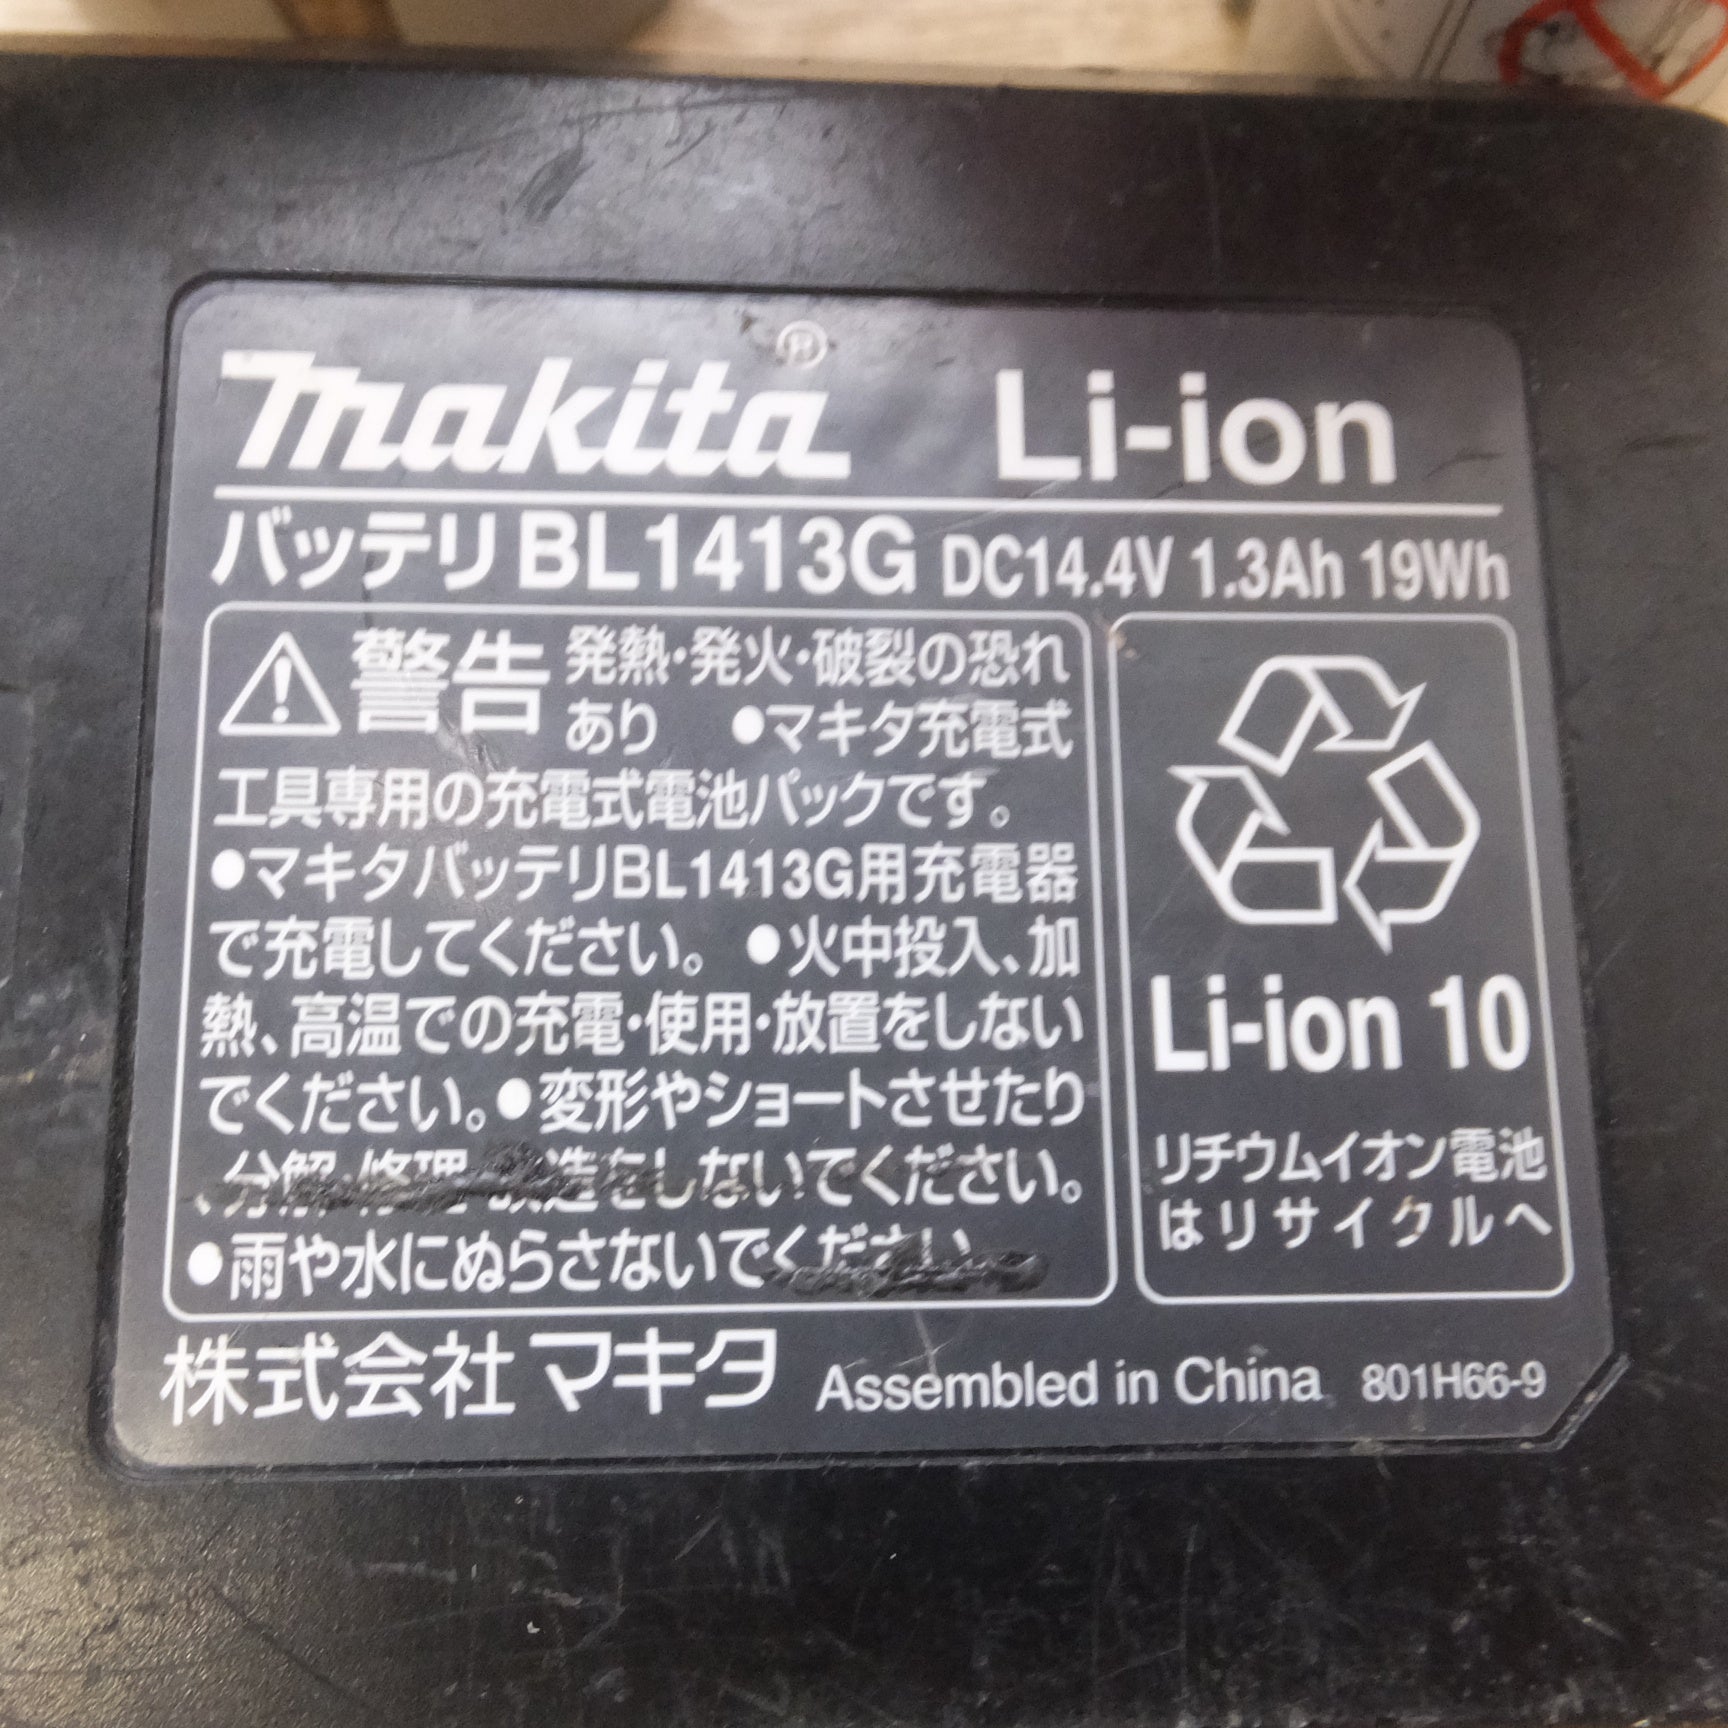 makita® Li-ion
バッテリBL1413G DC14.4V 1.3Ah 19Wh
警告 発熱・発火・破裂の恐れ
あり ●マキタ充電式
工具専用の充電式電池パックです。
●マキタバッテリBL1413G用充電器
で充電してください。 ●火中投入、加
熱、高温での充電・使用・放置をしない
でください。●変形やショートさせたり
、分解・修理・改造をしないでください。
●雨や水にぬらさないでください
Li-ion 10
リチウムイオン電池
はリサイクルへ
株式会社マキタ Assembled in China 801H66-9